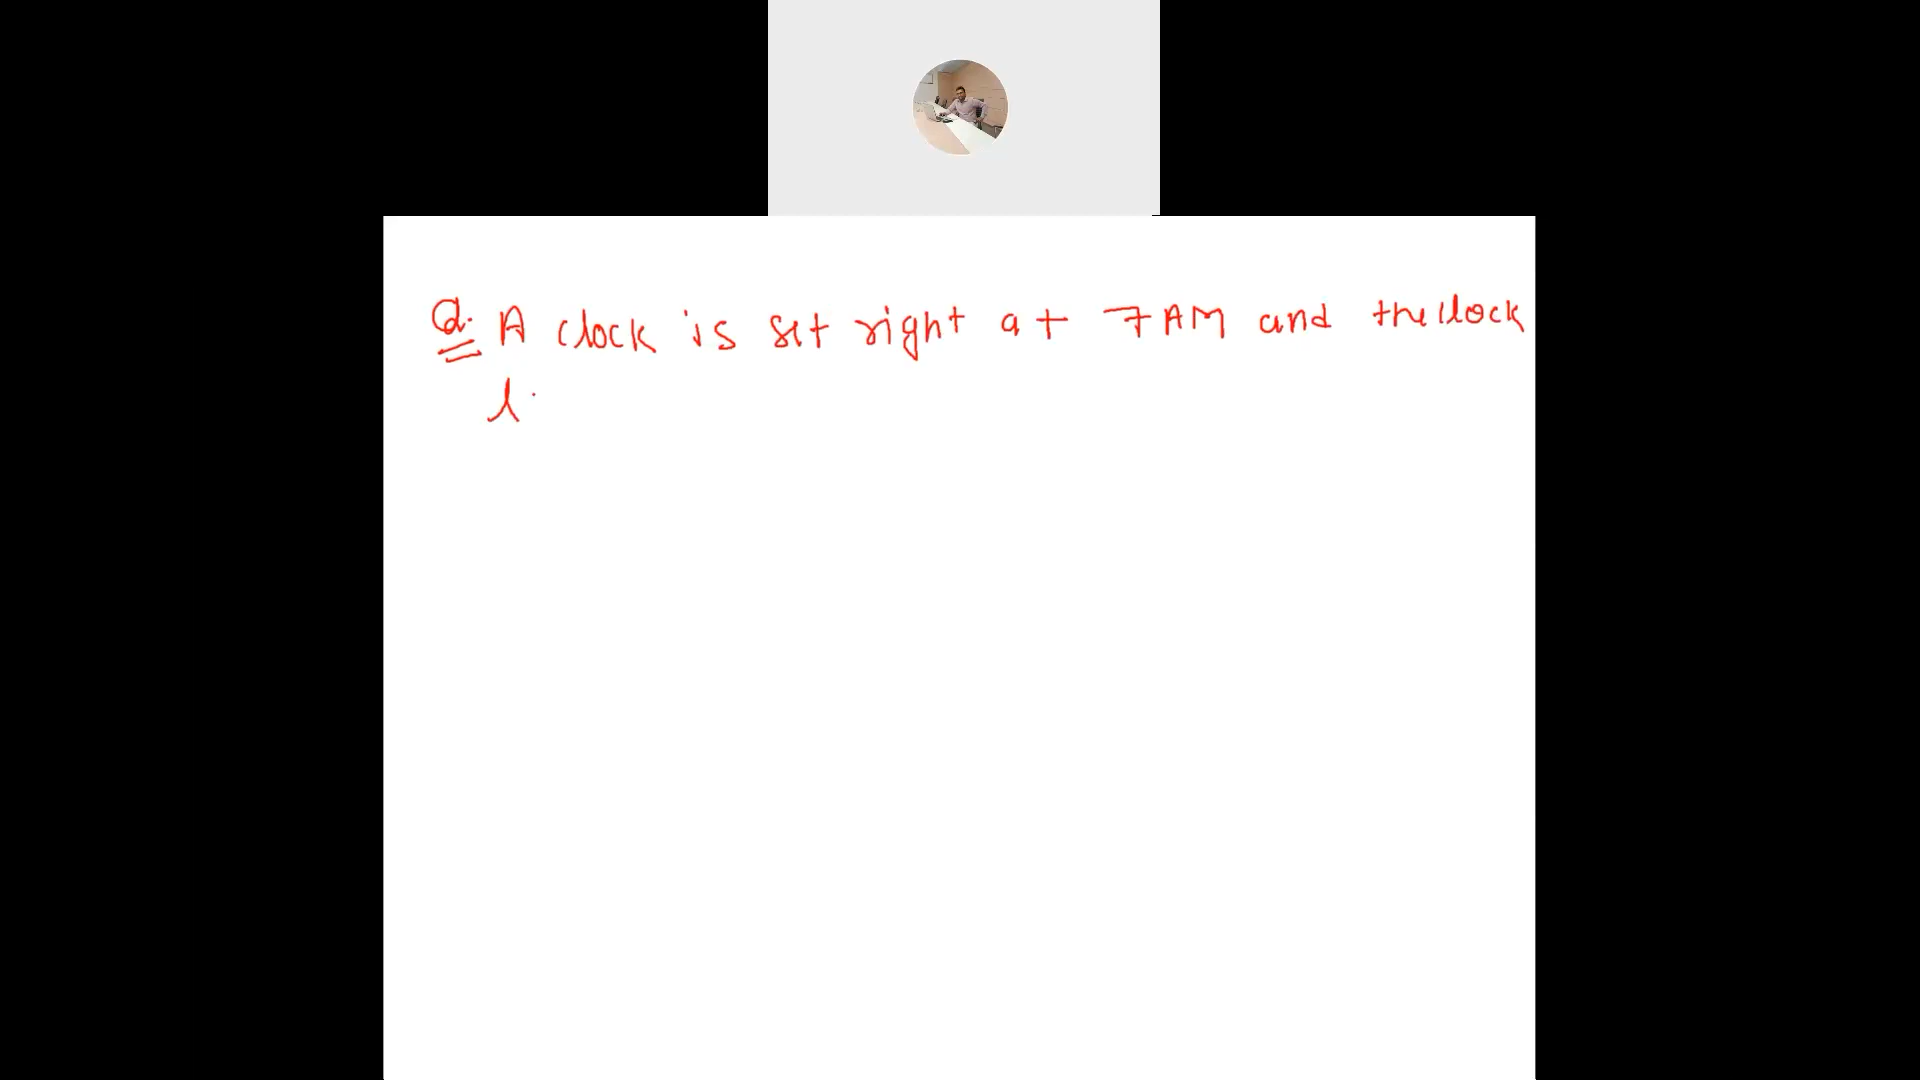 Q. A clock is set right at 7 AM and the clock
l